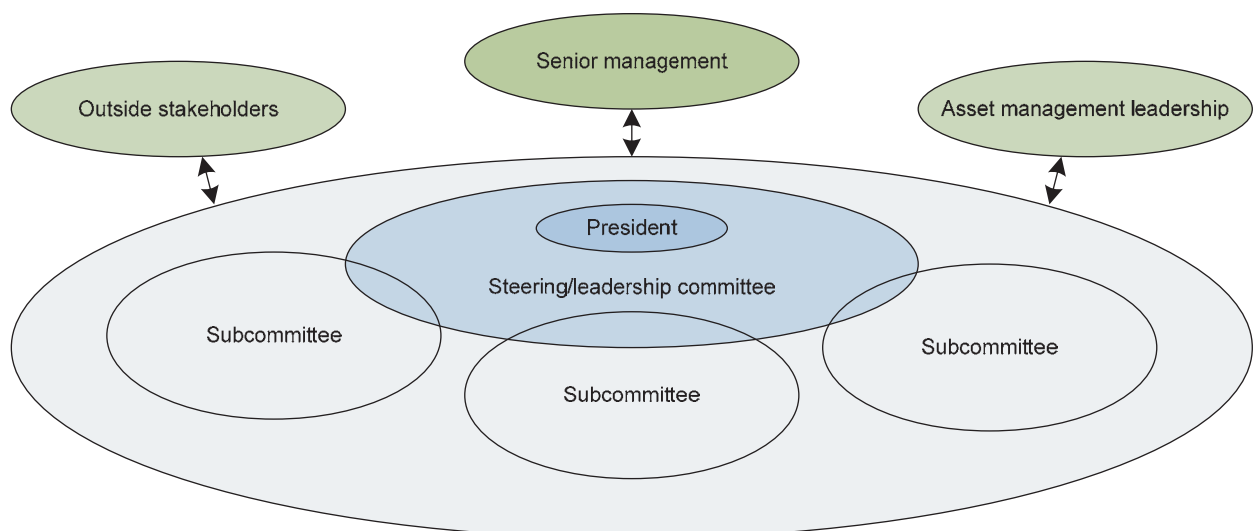 Senior management
Outside stakeholders
Asset management leadership
President
Steering/leadership committee
Subcommittee
Subcommittee
Subcommittee